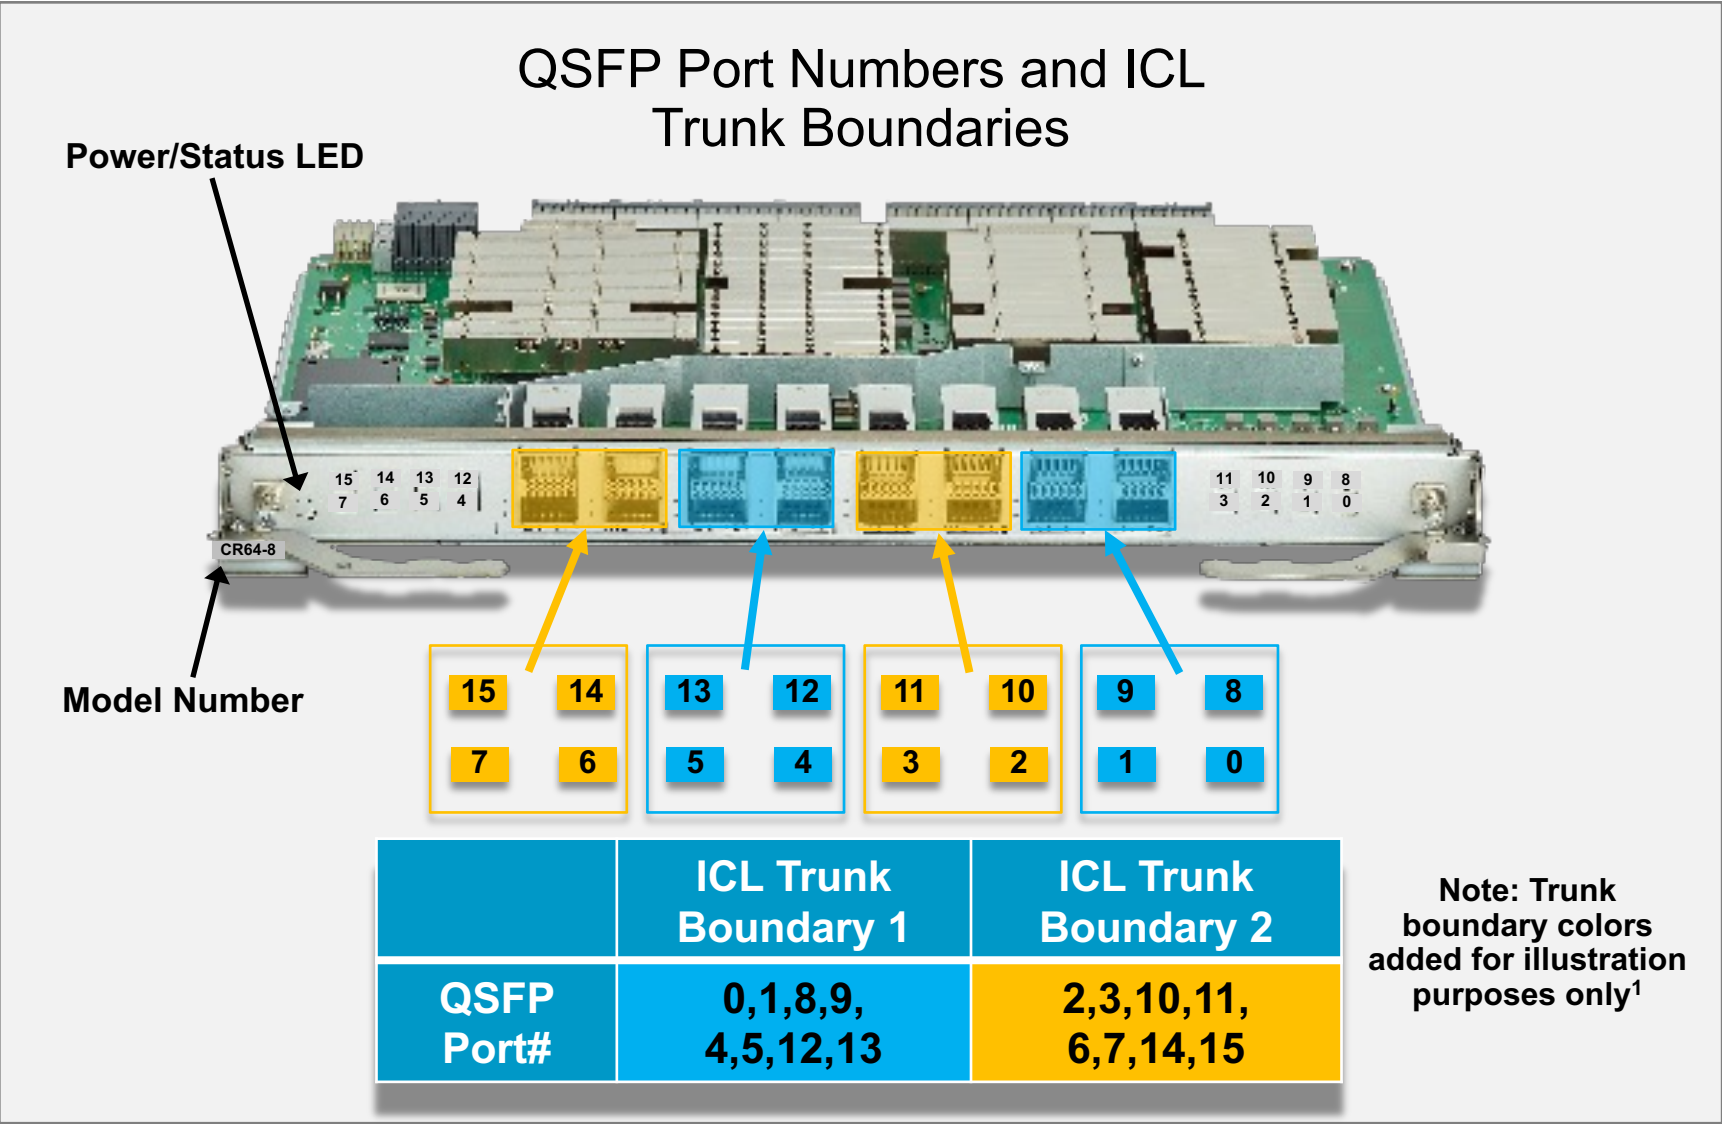 QSFP Port Numbers and ICL
Trunk Boundaries
Power/Status LED
15 14 13 12
7 6 5 4
11 10 9 8
3 2 1 0
CR64-8
Model Number
15 14 13 12 11 10 9 8
7 6 5 4 3 2 1 0
ICL Trunk
Boundary 1
ICL Trunk
Boundary 2
QSFP
Port#
0,1,8,9,
4,5,12,13
2,3,10,11,
6,7,14,15
Note: Trunk
boundary colors
added for illustration
purposes only¹